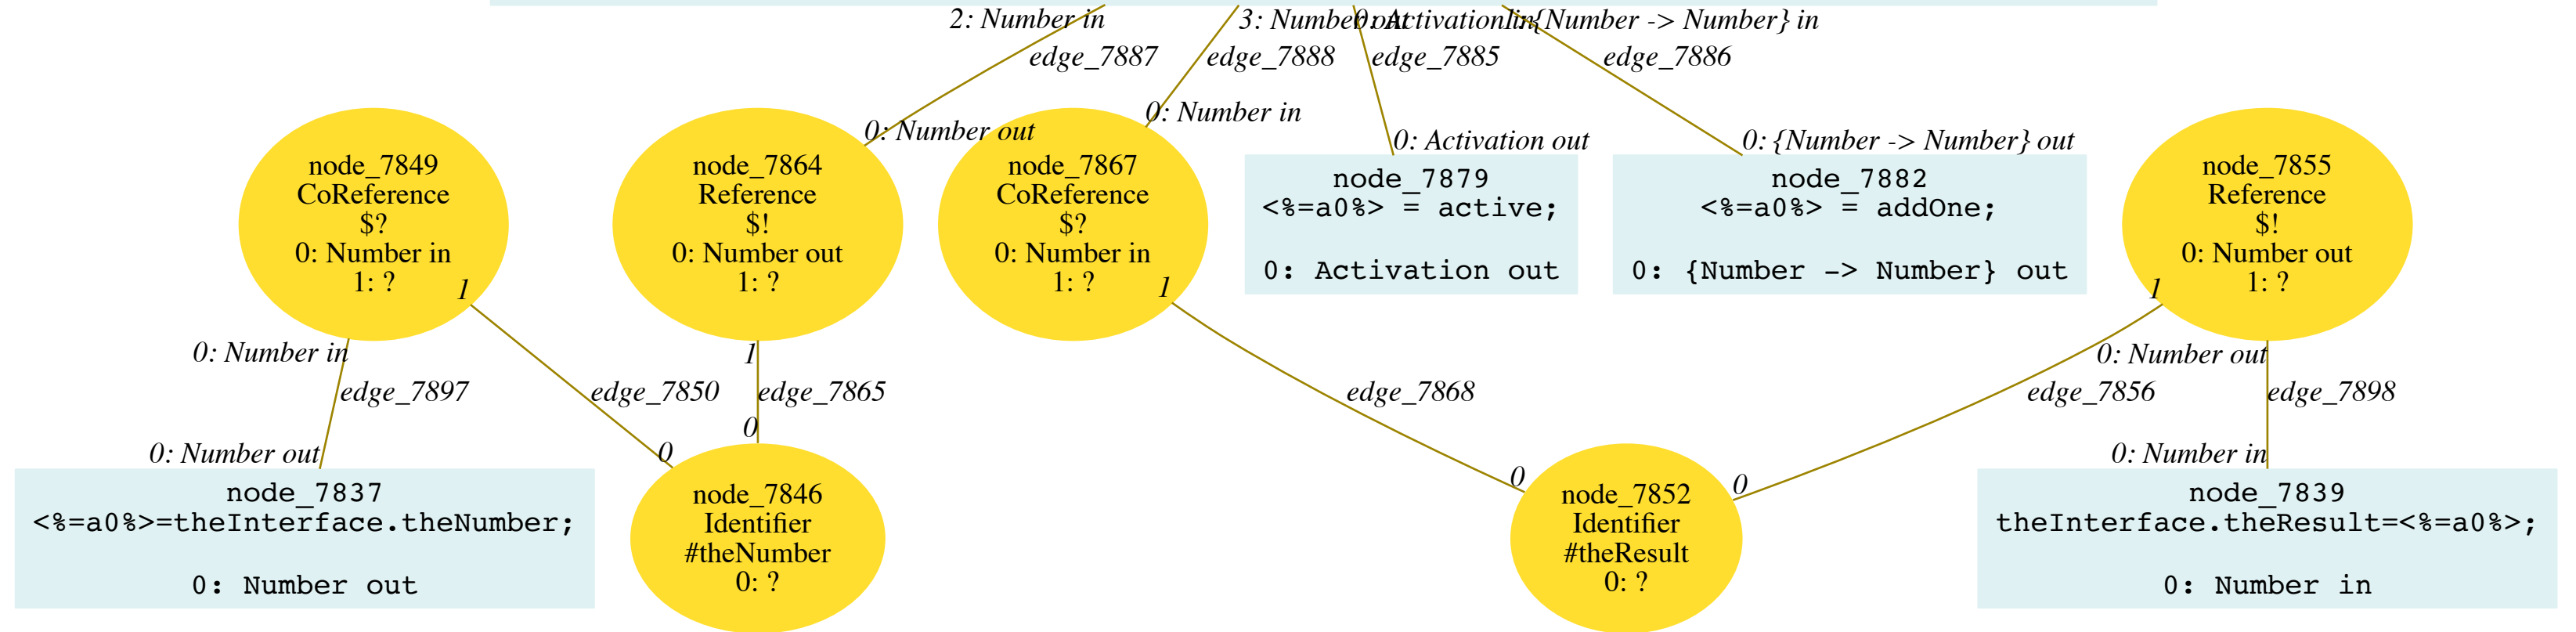 2: Number in
3: Number out
0: Activation in
1: {Number -> Number} in
edge_7887
edge_7888
edge_7885
edge_7886
0: Number out
0: Number in
0: Activation out
0: {Number -> Number} out
node_7849
CoReference
$?
0: Number in
1: ?
1
node_7864
Reference
$!
0: Number out
1: ?
node_7867
CoReference
$?
0: Number in
1: ?
1
node_7879
<%=a0%> = active;
0: Activation out
node_7882
<%=a0%> = addOne;
0: {Number -> Number} out
node_7855
Reference
$!
0: Number out
1: ?
1
0: Number in
1
0: Number out
edge_7897
edge_7850
edge_7865
edge_7868
edge_7856
edge_7898
0: Number out
0
0
0
0
0: Number in
node_7837
<%=a0%>=theInterface.theNumber;
0: Number out
node_7846
Identifier
#theNumber
0: ?
node_7852
Identifier
#theResult
0: ?
node_7839
theInterface.theResult=<%=a0%>;
0: Number in